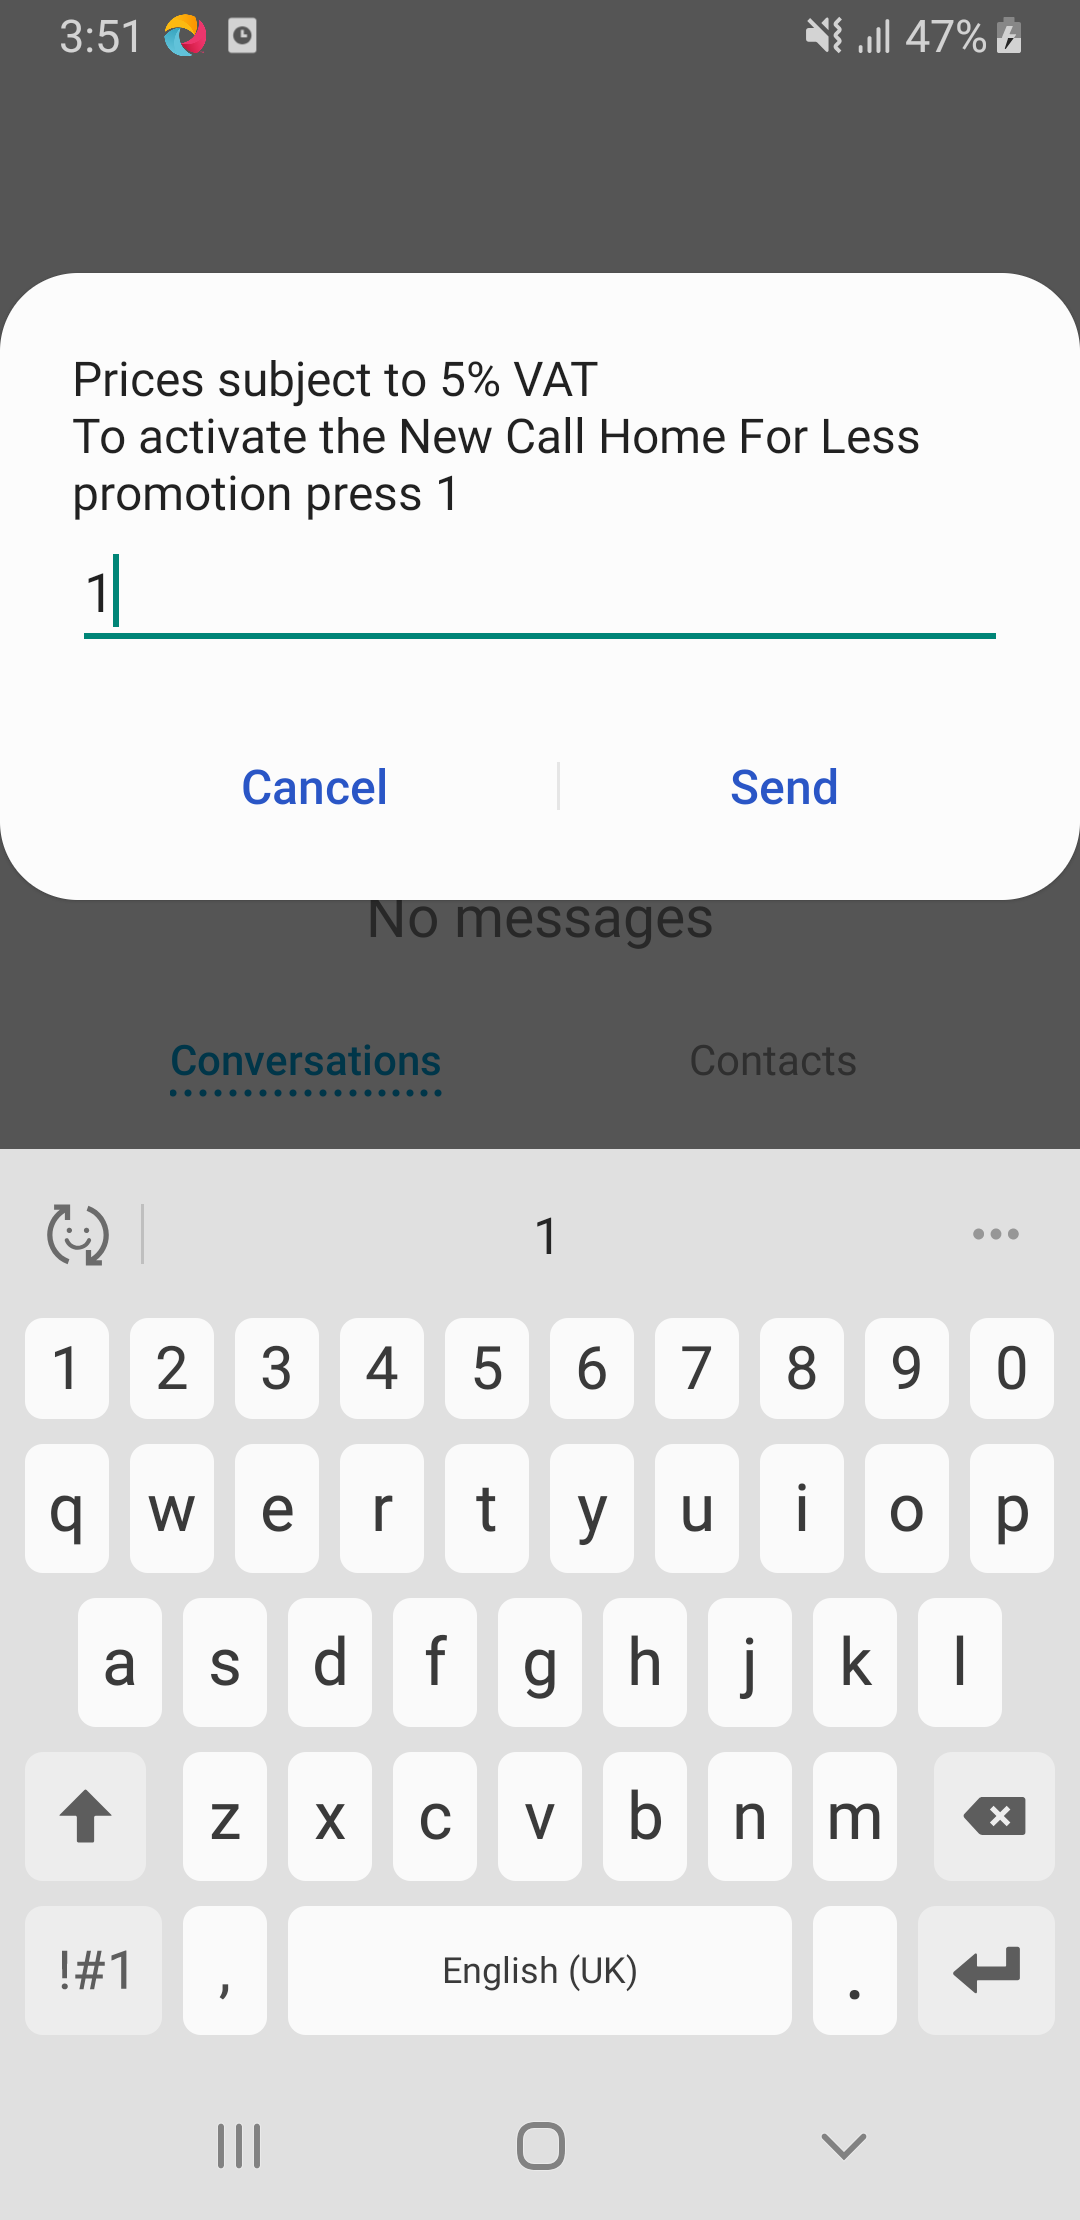 3:51
47%
Prices subject to 5% VAT
To activate the New Call Home For Less
promotion press 1
1
Cancel
Send
No messages
Conversations
Contacts
1
1 2 3 4 5 6 7 8 9 0
q w e r t y u i o p
a s d f g h j k l
z x c v b n m
!#1 , English (UK) .